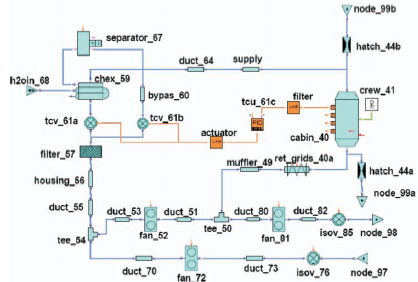 node_99b
separator_67
hatch_44b
duct_64
supply
chex_59
h2oin_68
bypas_60
crew_41
tcu_61c
filter
tcv_61a
tcv_61b
actuator
cabin_40
filter_57
muffler_49
ret_grids_40a
housing_56
hatch_44a
node_99a
duct_55
duct_53
duct_51
duct_80
duct_82
tee_54
fan_52
tee_50
fan_81
isov_85
node_98
duct_70
fan_72
duct_73
isov_76
node_97